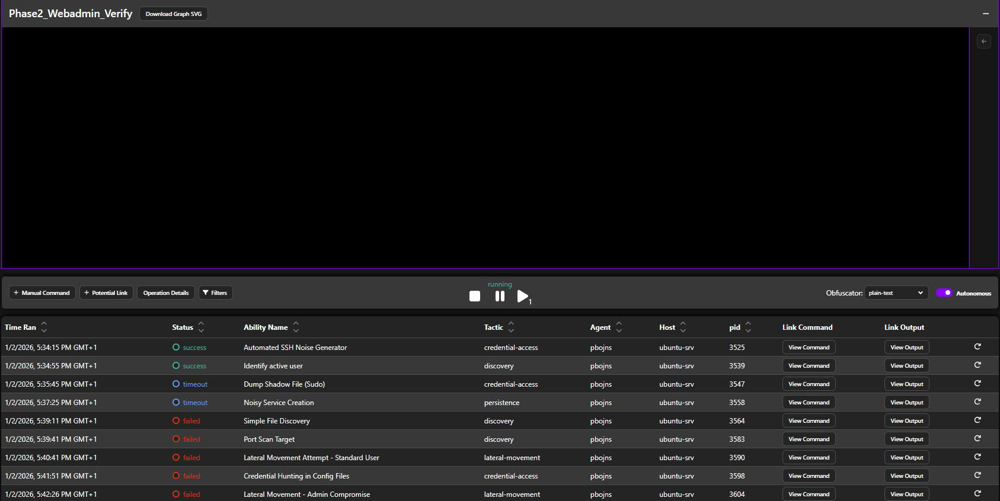 Phase2_Webadmin_Verify Download Graph SVG
running
+ Manual Command + Potential Link Operation Details Filters 1 Obfuscator: plain-text Autonomous
Time Ran Status Ability Name Tactic Agent Host pid Link Command Link Output
1/2/2026, 5:34:15 PM GMT+1 success Automated SSH Noise Generator credential-access pbojns ubuntu-srv 3525 View Command View Output
1/2/2026, 5:34:55 PM GMT+1 success Identify active user discovery pbojns ubuntu-srv 3539 View Command View Output
1/2/2026, 5:35:45 PM GMT+1 timeout Dump Shadow File (Sudo) credential-access pbojns ubuntu-srv 3547 View Command View Output
1/2/2026, 5:37:25 PM GMT+1 timeout Noisy Service Creation persistence pbojns ubuntu-srv 3558 View Command View Output
1/2/2026, 5:39:11 PM GMT+1 failed Simple File Discovery discovery pbojns ubuntu-srv 3564 View Command View Output
1/2/2026, 5:39:41 PM GMT+1 failed Port Scan Target discovery pbojns ubuntu-srv 3583 View Command View Output
1/2/2026, 5:40:41 PM GMT+1 failed Lateral Movement Attempt - Standard User lateral-movement pbojns ubuntu-srv 3590 View Command View Output
1/2/2026, 5:41:51 PM GMT+1 failed Credential Hunting in Config Files credential-access pbojns ubuntu-srv 3598 View Command View Output
1/2/2026, 5:42:26 PM GMT+1 failed Lateral Movement - Admin Compromise lateral-movement pbojns ubuntu-srv 3604 View Command View Output